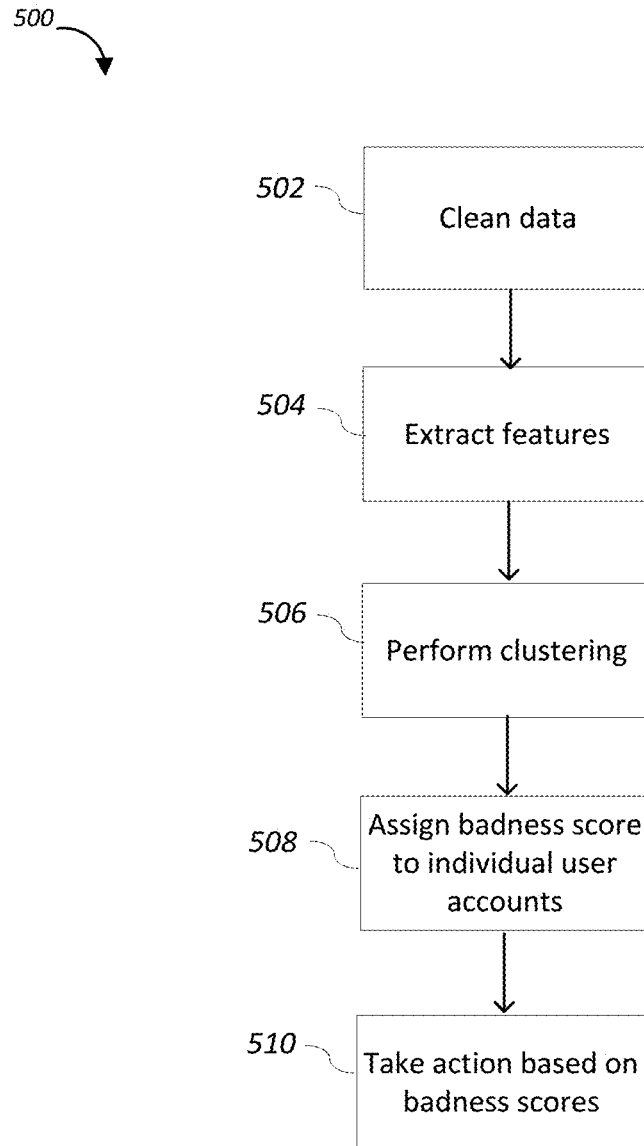 500
502
Clean data
504
Extract features
506
Perform clustering
508
Assign badness score
to individual user
accounts
510
Take action based on
badness scores